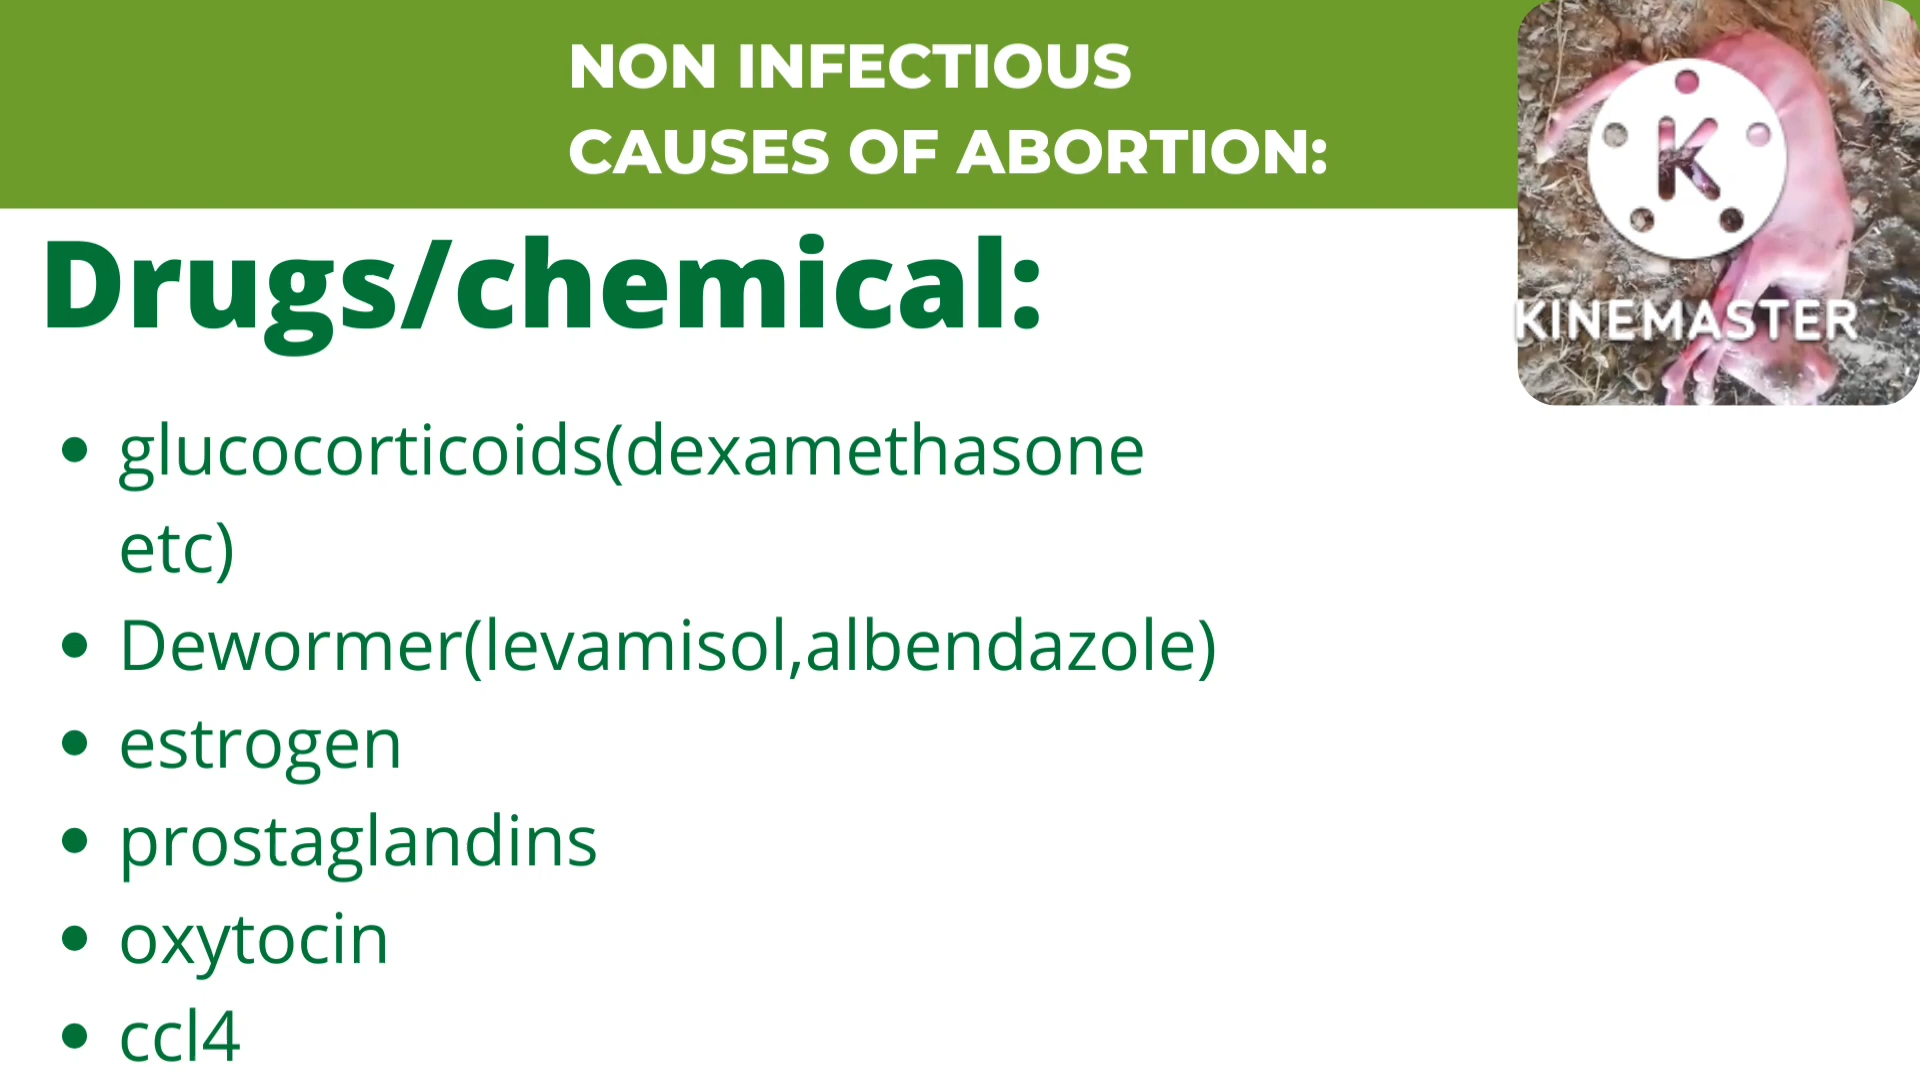 NON INFECTIOUS
CAUSES OF ABORTION:
K
KINEMASTER
Drugs/chemical:
• glucocorticoids(dexamethasone
etc)
• Dewormer(levamisol,albendazole)
• estrogen
• prostaglandins
• oxytocin
• ccl4